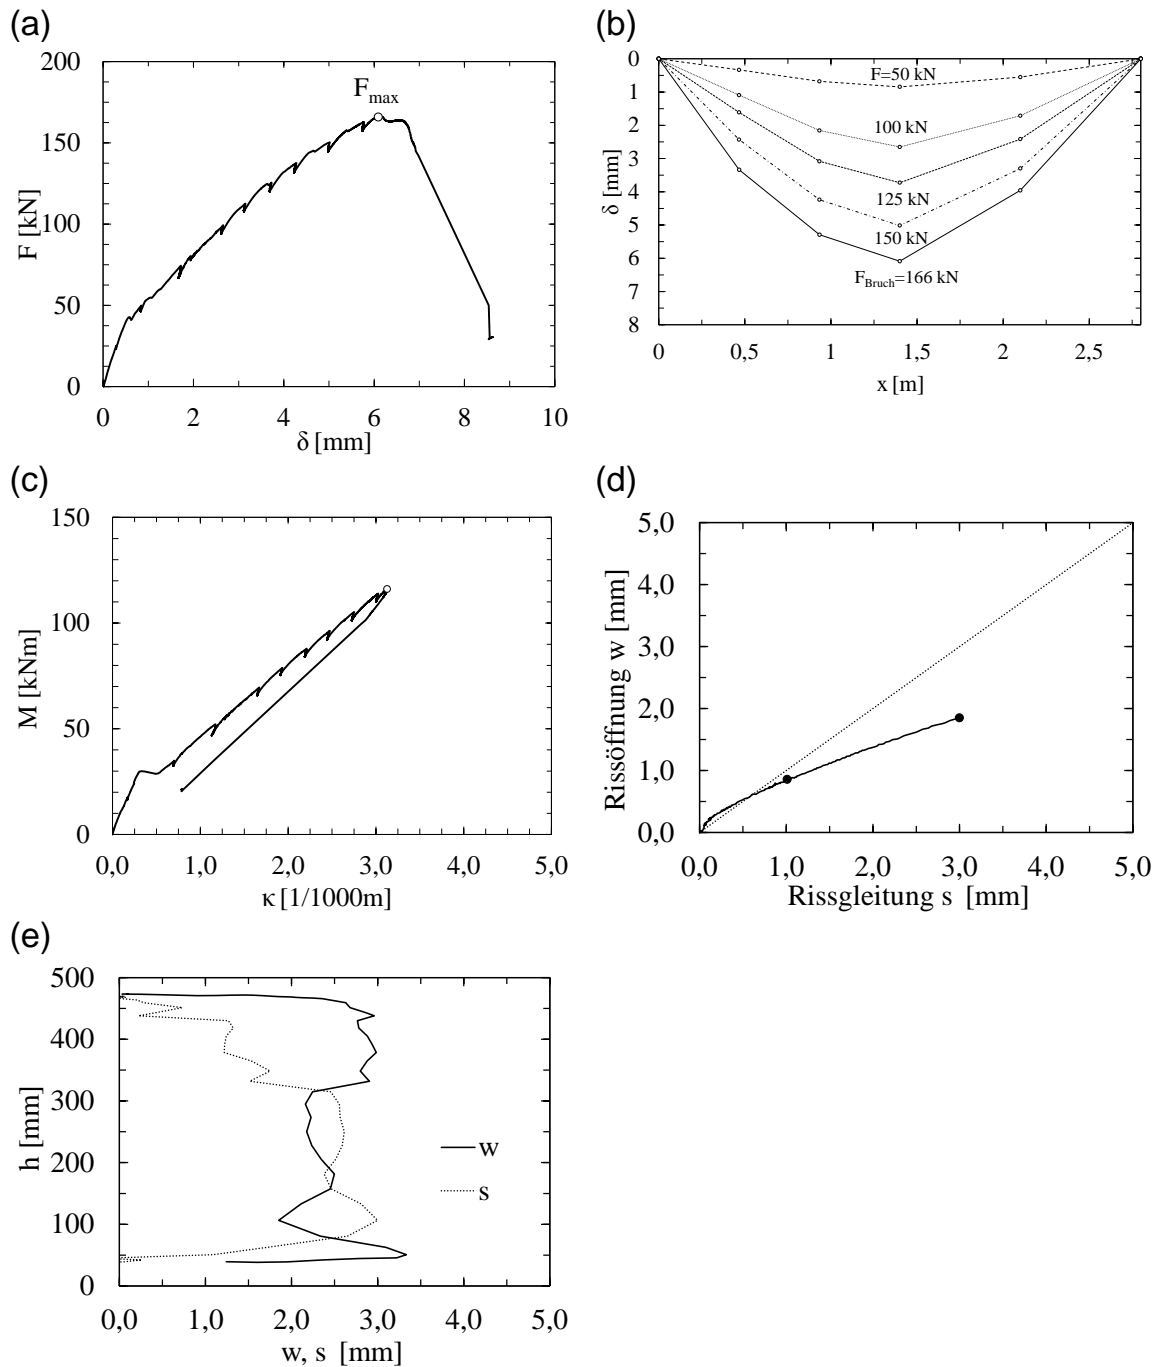 (a)
200
150
100
50
0
F [kN]
F_max
0 2 4 6 8 10
δ [mm]
(b)
0
1
2
3
4
5
6
7
8
δ [mm]
F=50 kN
100 kN
125 kN
150 kN
F_Bruch=166 kN
0 0,5 1 1,5 2 2,5
x [m]
(c)
150
100
50
0
M [kNm]
0,0 1,0 2,0 3,0 4,0 5,0
κ [1/1000m]
(d)
5,0
4,0
3,0
2,0
1,0
0,0
Rissöffnung w [mm]
0,0 1,0 2,0 3,0 4,0 5,0
Rissgleitung s [mm]
(e)
500
400
300
200
100
0
h [mm]
w
s
0,0 1,0 2,0 3,0 4,0 5,0
w, s [mm]